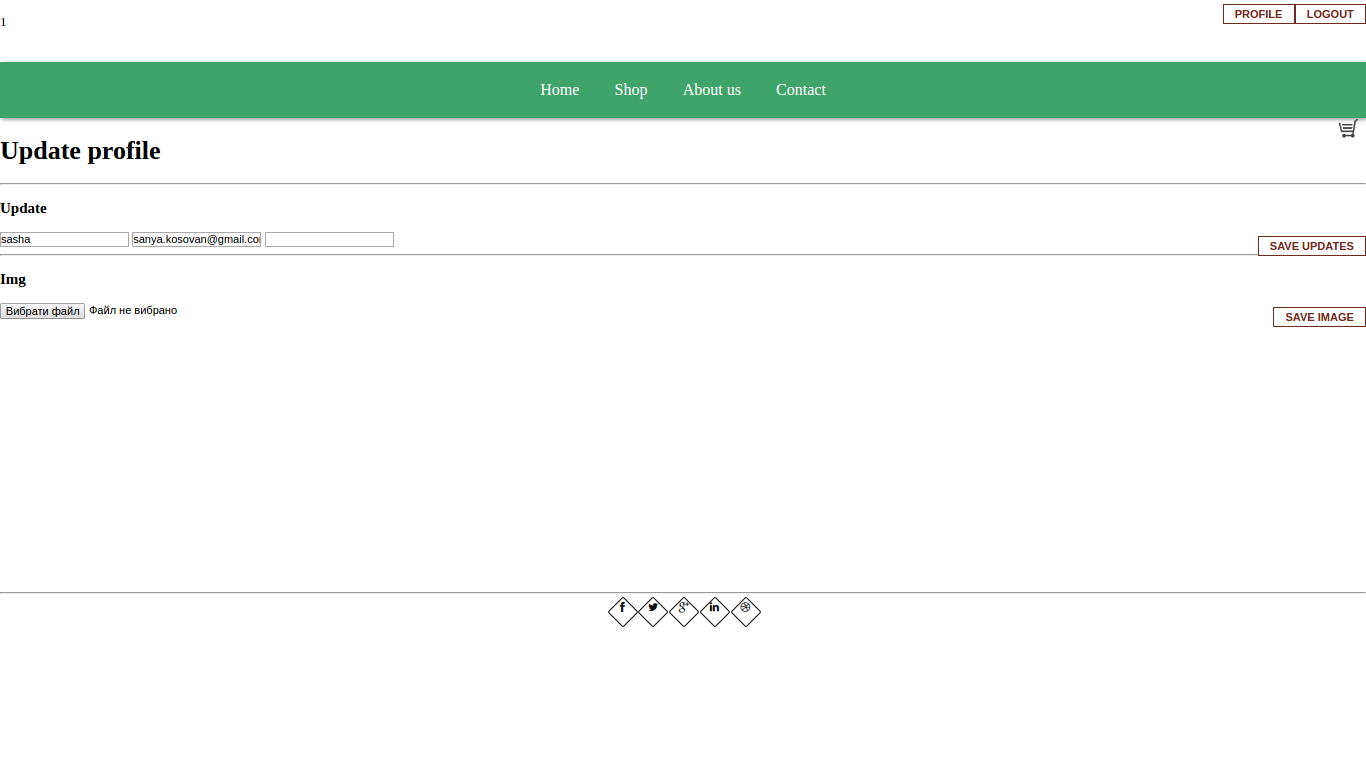 1
PROFILE LOGOUT
Home Shop About us Contact
Update profile
Update
sasha sanya.kosovan@gmail.co
SAVE UPDATES
Img
Вибрати файл Файл не вибрано
SAVE IMAGE
f g+ in